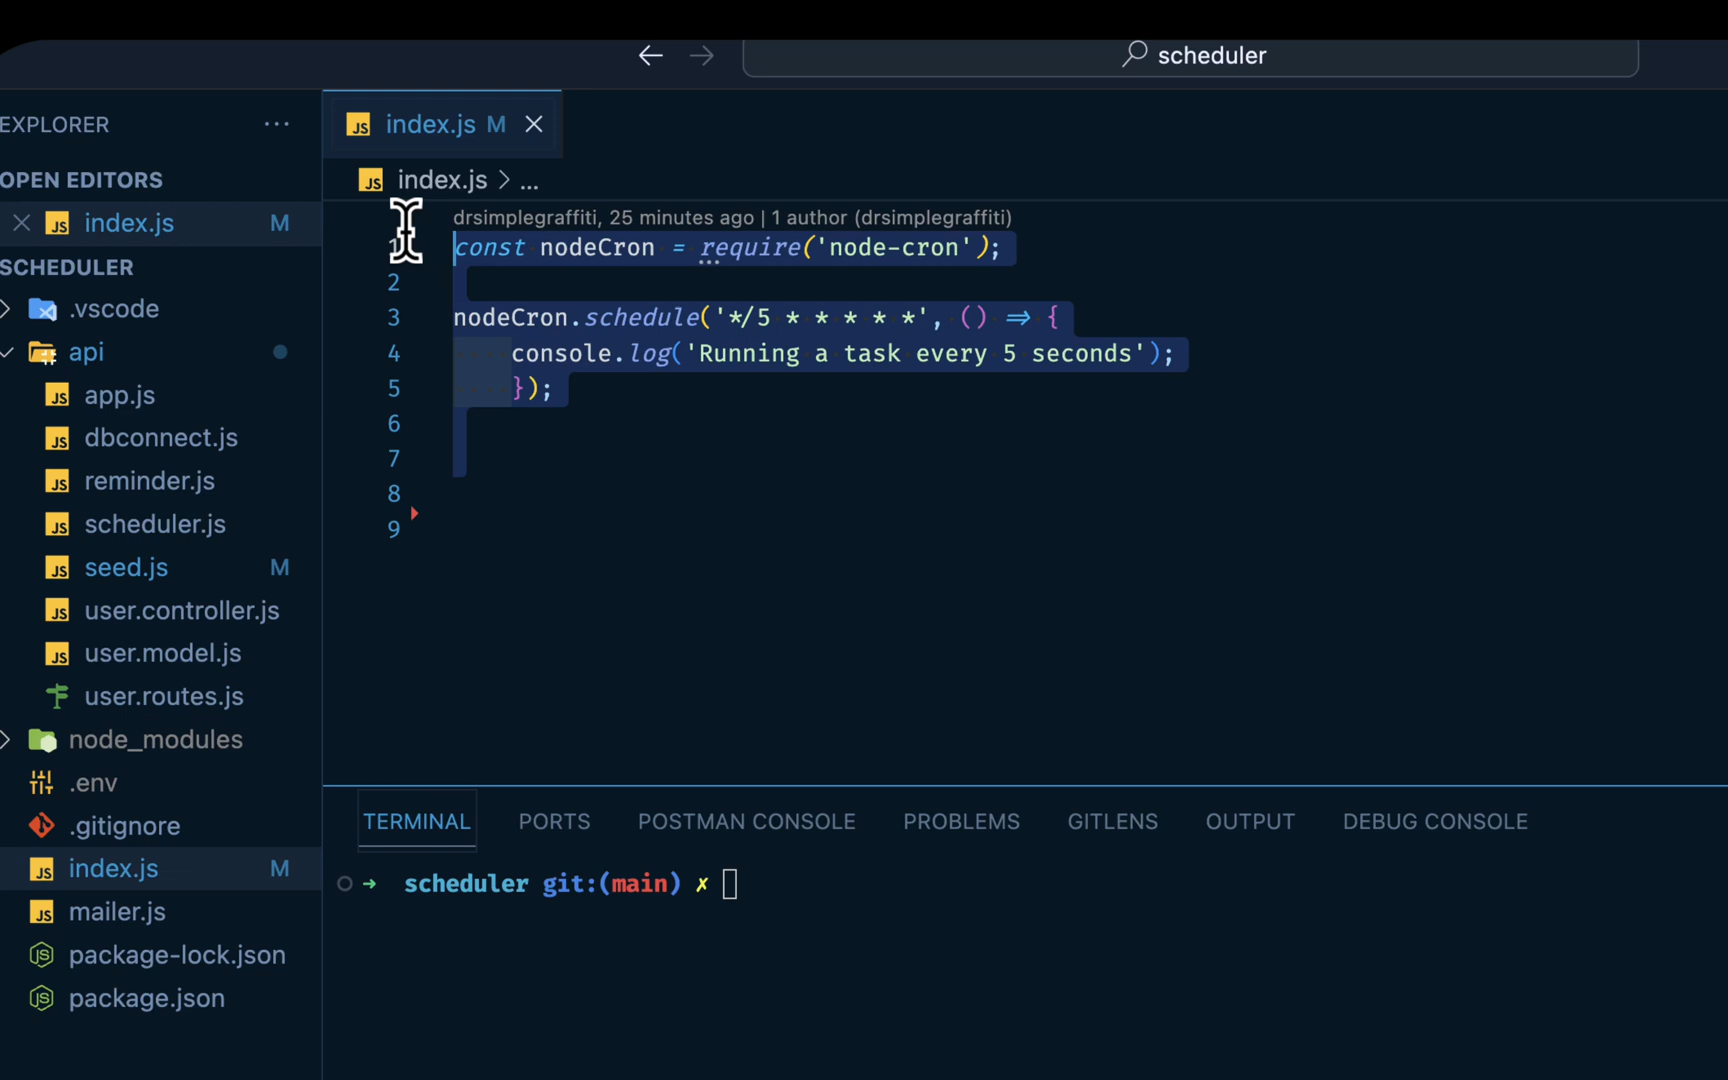 scheduler
EXPLORER ...
OPEN EDITORS
index.js M
SCHEDULER
.vscode
api
app.js
dbconnect.js
reminder.js
scheduler.js
seed.js M
user.controller.js
user.model.js
user.routes.js
node_modules
.env
.gitignore
index.js M
mailer.js
package-lock.json
package.json
index.js M
index.js > ...
drsimplegraffiti, 25 minutes ago | 1 author (drsimplegraffiti)
1 const nodeCron = require('node-cron');
2
3 nodeCron.schedule('*/5 * * * * *', () => {
4 console.log('Running a task every 5 seconds');
5 });
6
7
8
9
TERMINAL PORTS POSTMAN CONSOLE PROBLEMS GITLENS OUTPUT DEBUG CONSOLE
→ scheduler git:(main) ✗